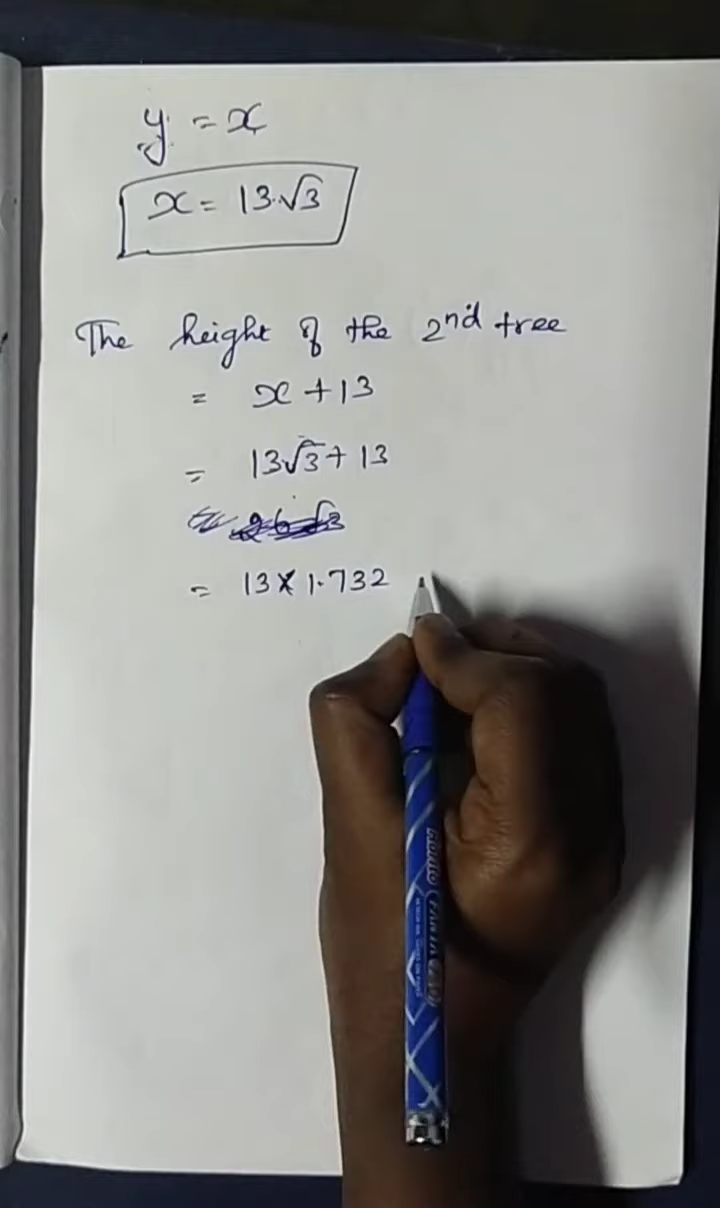 y = x
x = 13.√3
The height of the 2nd tree
= x + 13
= 13√3 + 13
= 13 × 1.732